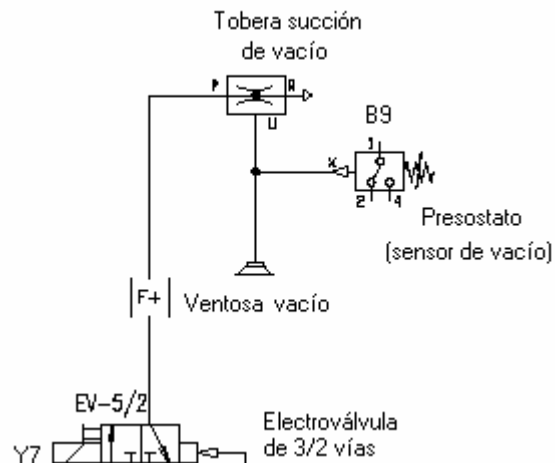 Tobera succión
de vacío
P
R
U
B9
1
x
2
4
Presostato
(sensor de vacío)
F+
Ventosa vacío
EV-5/2
Electroválvula
de 3/2 vías
Y7